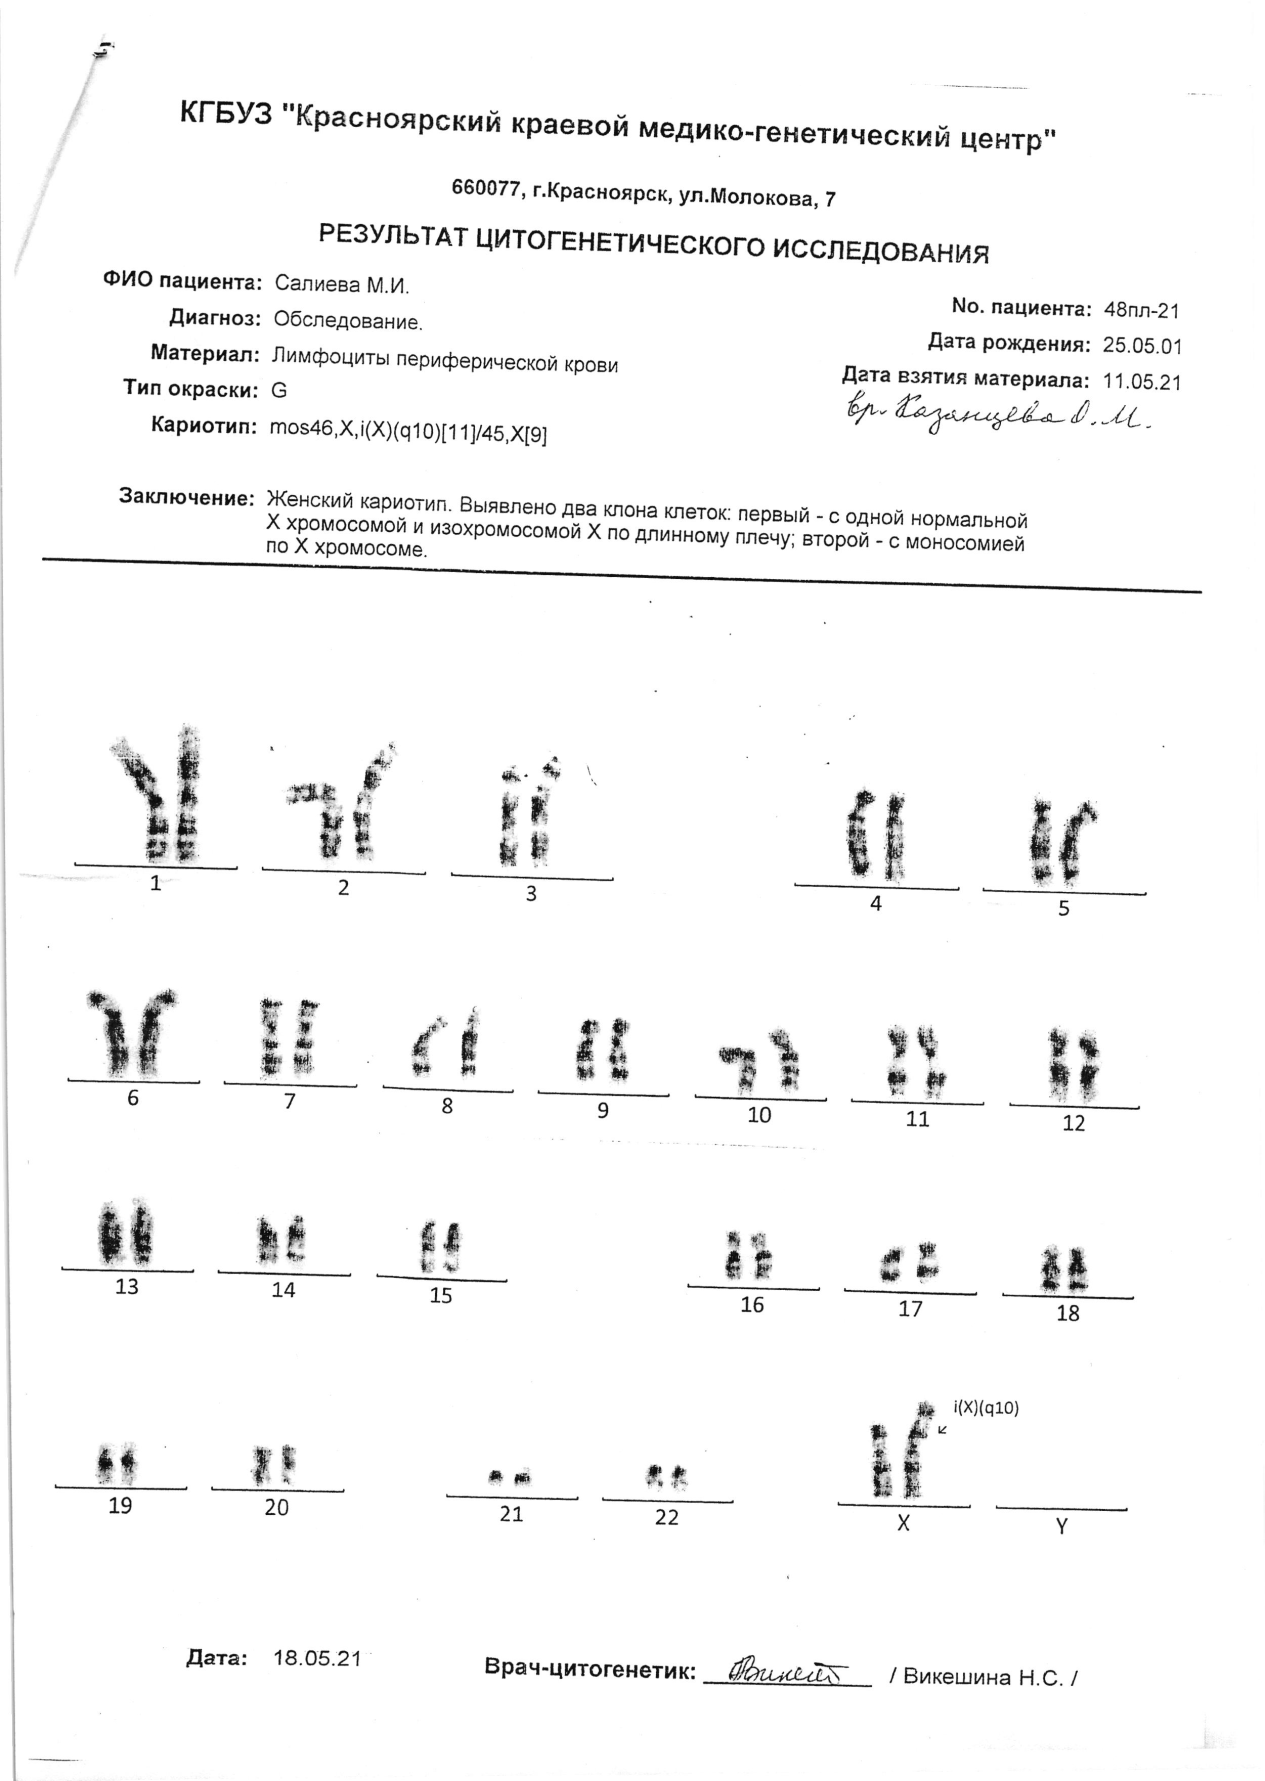 КГБУЗ "Красноярский краевой медико-генетический центр"
660077, г.Красноярск, ул.Молокова, 7
РЕЗУЛЬТАТ ЦИТОГЕНЕТИЧЕСКОГО ИССЛЕДОВАНИЯ
ФИО пациента: Салиева М.И.
No. пациента: 48пл-21
Диагноз: Обследование.
Дата рождения: 25.05.01
Материал: Лимфоциты периферической крови
Дата взятия материала: 11.05.21
Тип окраски: G
вр. Казанцева О.М.
Кариотип: mos46,X,i(X)(q10)[11]/45,X[9]
Заключение: Женский кариотип. Выявлено два клона клеток: первый - с одной нормальной
X хромосомой и изохромосомой X по длинному плечу; второй - с моносомией
по X хромосоме.
1 2 3 4 5
6 7 8 9 10 11 12
13 14 15 16 17 18
i(X)(q10)
19 20 21 22 X Y
Дата: 18.05.21
Врач-цитогенетик: / Викешина Н.С. /